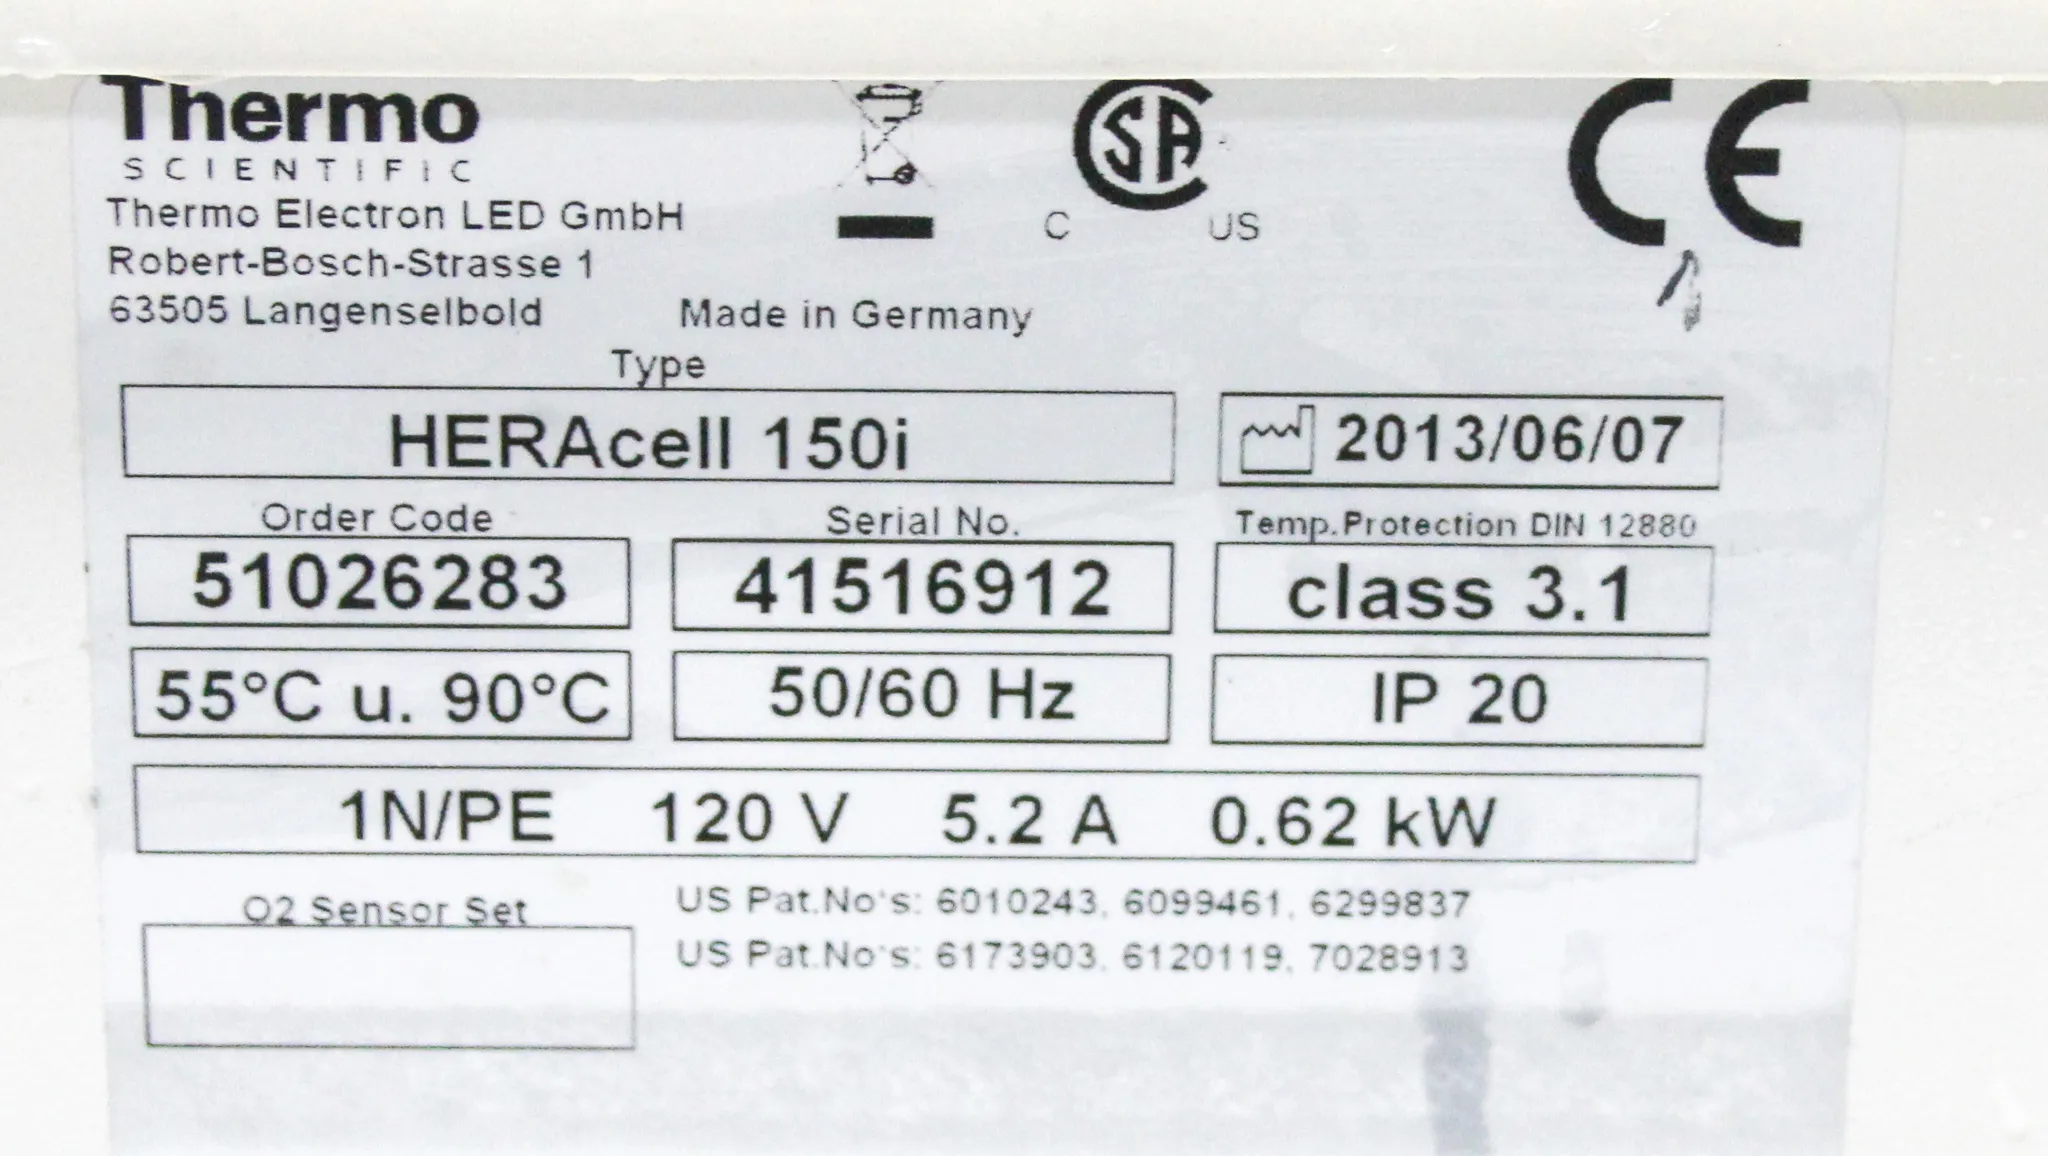 Thermo
SCIENTIFIC
Thermo Electron LED GmbH
Robert-Bosch-Strasse 1
63505 Langenselbold Made in Germany
C SA US
CE
Type
HERAcell 150i 2013/06/07
Order Code Serial No. Temp.Protection DIN 12880
51026283 41516912 class 3.1
55°C u. 90°C 50/60 Hz IP 20
1N/PE 120 V 5.2 A 0.62 kW
O2 Sensor Set
US Pat.No's: 6010243, 6099461, 6299837
US Pat.No's: 6173903, 6120119, 7028913